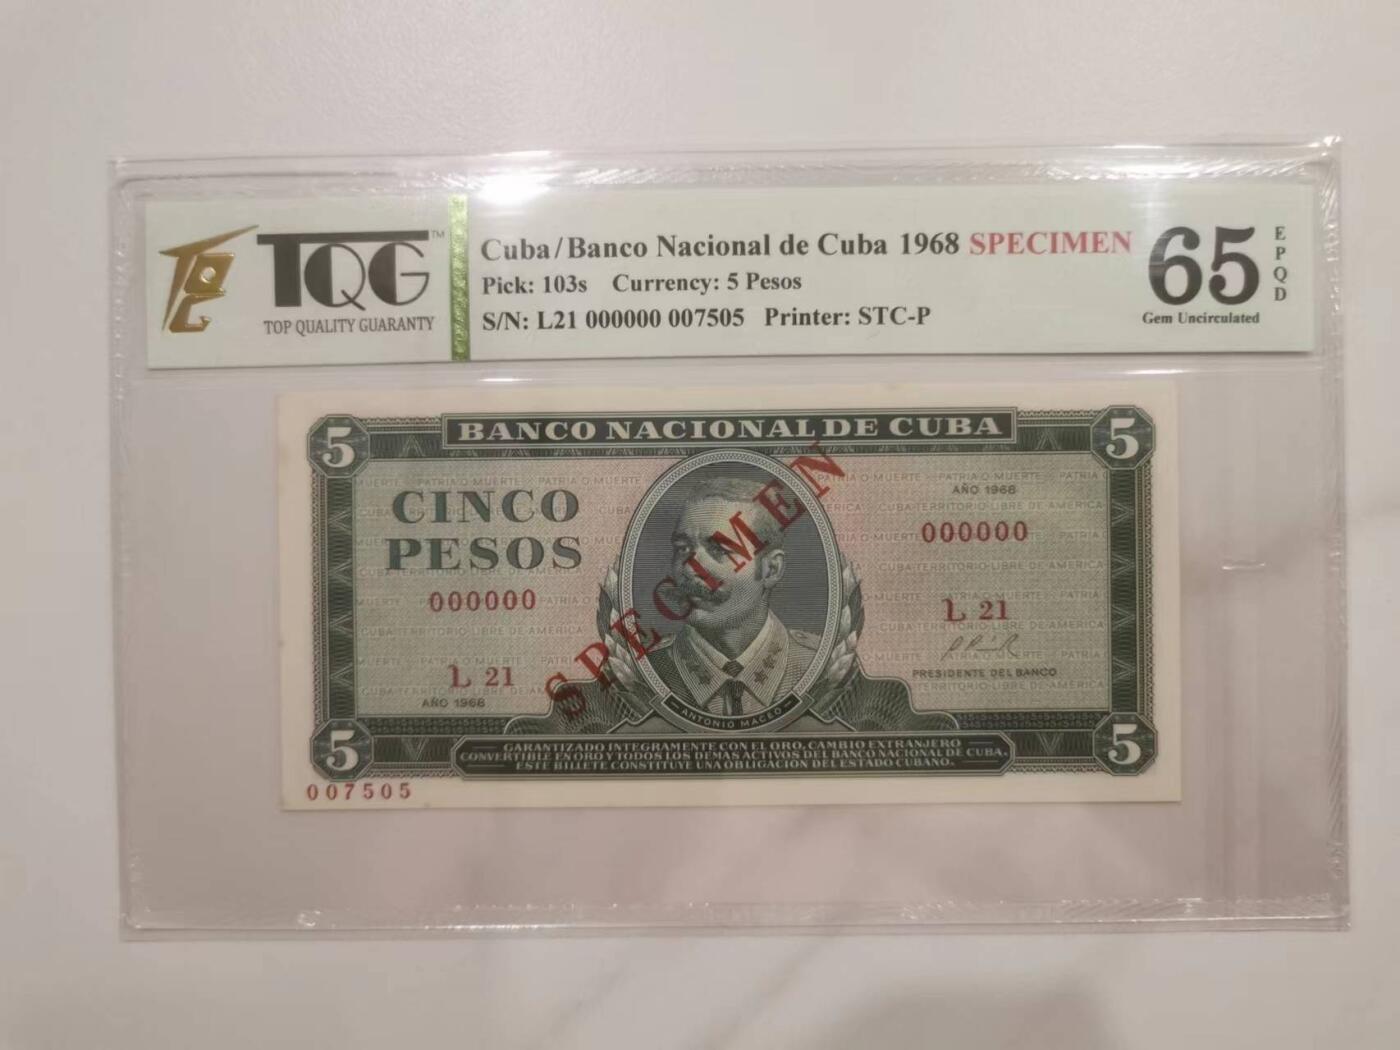 TQG™
TOP QUALITY GUARANTY
Cuba/Banco Nacional de Cuba 1968 SPECIMEN
Pick: 103s Currency: 5 Pesos
S/N: L21 000000 007505 Printer: STC-P
65
EPQD
Gem Uncirculated
5 BANCO NACIONAL DE CUBA 5
CINCO
PESOS
AÑO 1968
000000
000000
L 21
L 21
AÑO 1968
PRESIDENTE DEL BANCO
SPECIMEN
ANTONIO MACEO
5 5
GARANTIZADO INTEGRAMENTE CON EL ORO, CAMBIO EXTRANJERO
CONVERTIBLE EN ORO Y TODOS LOS DEMAS ACTIVOS DEL BANCO NACIONAL DE CUBA.
ESTE BILLETE CONSTITUYE UNA OBLIGACION DEL ESTADO CUBANO.
007505